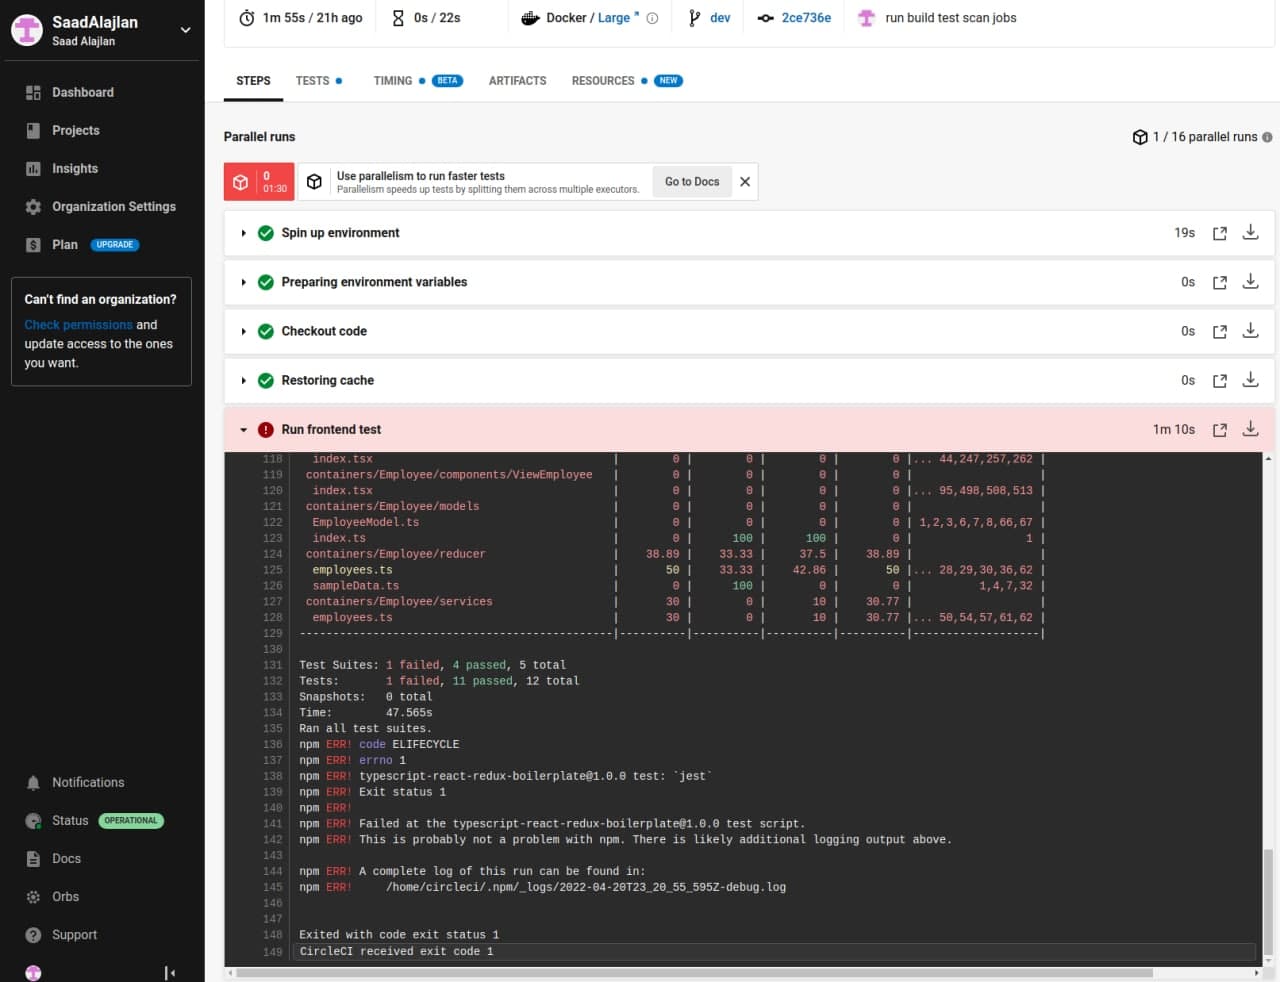 SaadAlajlan
Saad Alajlan
Dashboard
Projects
Insights
Organization Settings
Plan UPGRADE
Can't find an organization?
Check permissions and
update access to the ones
you want.
Notifications
Status OPERATIONAL
Docs
Orbs
Support
1m 55s / 21h ago
0s / 22s
Docker / Large
dev
2ce736e
run build test scan jobs
STEPS
TESTS
TIMING BETA
ARTIFACTS
RESOURCES NEW
Parallel runs
1 / 16 parallel runs
0
01:30
Use parallelism to run faster tests
Parallelism speeds up tests by splitting them across multiple executors.
Go to Docs
Spin up environment 19s
Preparing environment variables 0s
Checkout code 0s
Restoring cache 0s
Run frontend test 1m 10s
118 index.tsx | 0 | 0 | 0 | 0 |... 44,247,257,262 |
119 containers/Employee/components/ViewEmployee | 0 | 0 | 0 | 0 | |
120 index.tsx | 0 | 0 | 0 | 0 |... 95,498,508,513 |
121 containers/Employee/models | 0 | 0 | 0 | 0 | |
122 EmployeeModel.ts | 0 | 0 | 0 | 0 | 1,2,3,6,7,8,66,67 |
123 index.ts | 0 | 100 | 100 | 0 | 1 |
124 containers/Employee/reducer | 38.89 | 33.33 | 37.5 | 38.89 | |
125 employees.ts | 50 | 33.33 | 42.86 | 50 |... 28,29,30,36,62 |
126 sampleData.ts | 0 | 100 | 0 | 0 | 1,4,7,32 |
127 containers/Employee/services | 30 | 0 | 10 | 30.77 | |
128 employees.ts | 30 | 0 | 10 | 30.77 |... 50,54,57,61,62 |
129 -----------------------------------------------|----------|----------|----------|----------|-------------------|
130
131 Test Suites: 1 failed, 4 passed, 5 total
132 Tests: 1 failed, 11 passed, 12 total
133 Snapshots: 0 total
134 Time: 47.565s
135 Ran all test suites.
136 npm ERR! code ELIFECYCLE
137 npm ERR! errno 1
138 npm ERR! typescript-react-redux-boilerplate@1.0.0 test: `jest`
139 npm ERR! Exit status 1
140 npm ERR!
141 npm ERR! Failed at the typescript-react-redux-boilerplate@1.0.0 test script.
142 npm ERR! This is probably not a problem with npm. There is likely additional logging output above.
143
144 npm ERR! A complete log of this run can be found in:
145 npm ERR! /home/circleci/.npm/_logs/2022-04-20T23_20_55_595Z-debug.log
146
147
148 Exited with code exit status 1
149 CircleCI received exit code 1